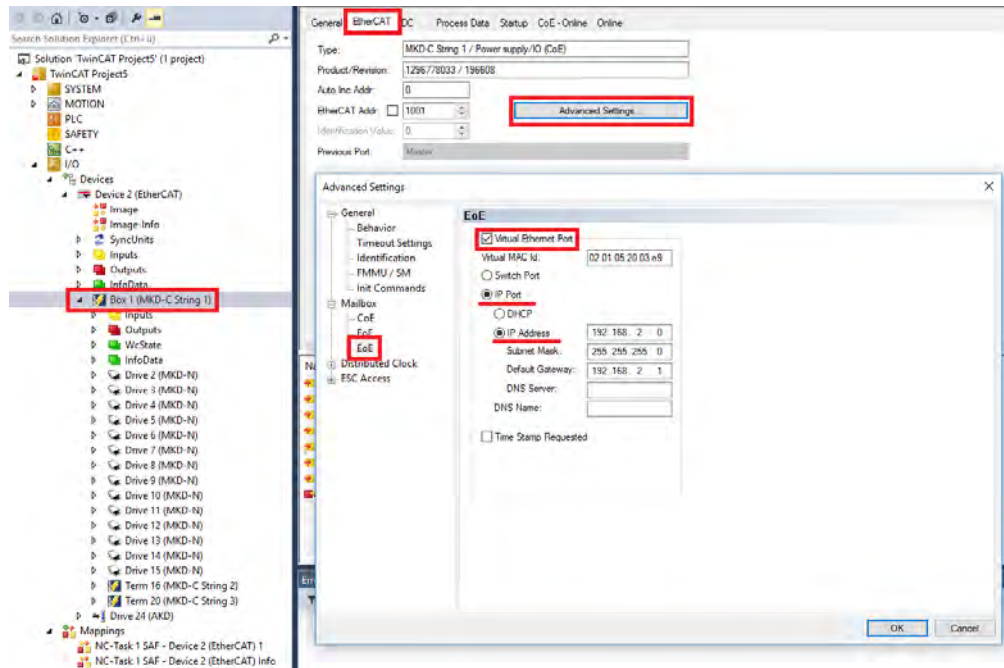 Search Solution Explorer (Ctrl+ü)
Solution 'TwinCAT Project5' (1 project)
TwinCAT Project5
SYSTEM
MOTION
PLC
SAFETY
C++
I/O
Devices
Device 2 (EtherCAT)
Image
Image-Info
SyncUnits
Inputs
Outputs
InfoData
Box 1 (MKD-C String 1)
Inputs
Outputs
WcState
InfoData
Drive 2 (MKD-N)
Drive 3 (MKD-N)
Drive 4 (MKD-N)
Drive 5 (MKD-N)
Drive 6 (MKD-N)
Drive 7 (MKD-N)
Drive 8 (MKD-N)
Drive 9 (MKD-N)
Drive 10 (MKD-N)
Drive 11 (MKD-N)
Drive 12 (MKD-N)
Drive 13 (MKD-N)
Drive 14 (MKD-N)
Drive 15 (MKD-N)
Term 16 (MKD-C String 2)
Term 20 (MKD-C String 3)
Drive 24 (AKD)
Mappings
NC-Task 1 SAF - Device 2 (EtherCAT) 1
NC-Task 1 SAF - Device 2 (EtherCAT) Info
General EtherCAT DC Process Data Startup CoE - Online Online
Type: MKD-C String 1 / Power supply/IO (CoE)
Product/Revision: 1296778033 / 196608
Auto Inc Addr: 0
EtherCAT Addr: 1001 Advanced Settings...
Identification Value: 0
Previous Port: Master
Advanced Settings
General
Behavior
Timeout Settings
Identification
FMMU / SM
Init Commands
Mailbox
CoE
FoE
EoE
Distributed Clock
ESC Access
EoE
Virtual Ethernet Port
Virtual MAC Id: 02 01 05 20 03 e9
Switch Port
IP Port
DHCP
IP Address 192 . 168 . 2 . 0
Subnet Mask: 255 . 255 . 255 . 0
Default Gateway: 192 . 168 . 2 . 1
DNS Server:
DNS Name:
Time Stamp Requested
OK Cancel